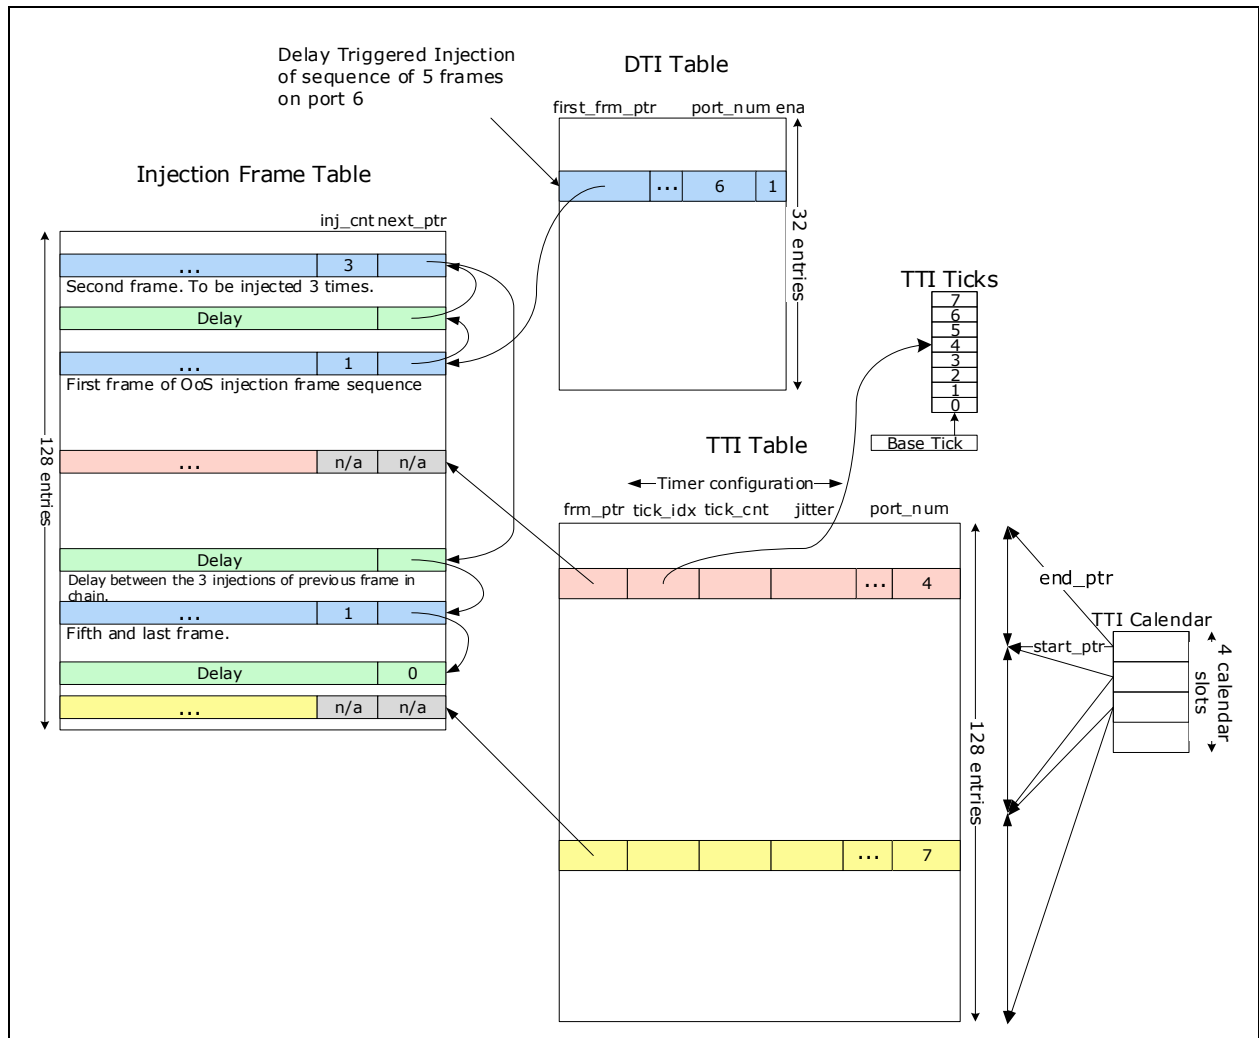 Delay Triggered Injection
of sequence of 5 frames
on port 6
DTI Table
first_frm_ptr port_num ena
... 6 1
32 entries
Injection Frame Table
inj_cnt next_ptr
... 3
Second frame. To be injected 3 times.
Delay
... 1
First frame of OoS injection frame sequence
... n/a n/a
Delay
Delay between the 3 injections of previous frame in
chain.
... 1
Fifth and last frame.
Delay 0
... n/a n/a
128 entries
TTI Ticks
7
6
5
4
3
2
1
0
Base Tick
TTI Table
Timer configuration
frm_ptr tick_idx tick_cnt jitter port_num
... 4
... 7
128 entries
end_ptr
TTI Calendar
start_ptr
4 calendar
slots